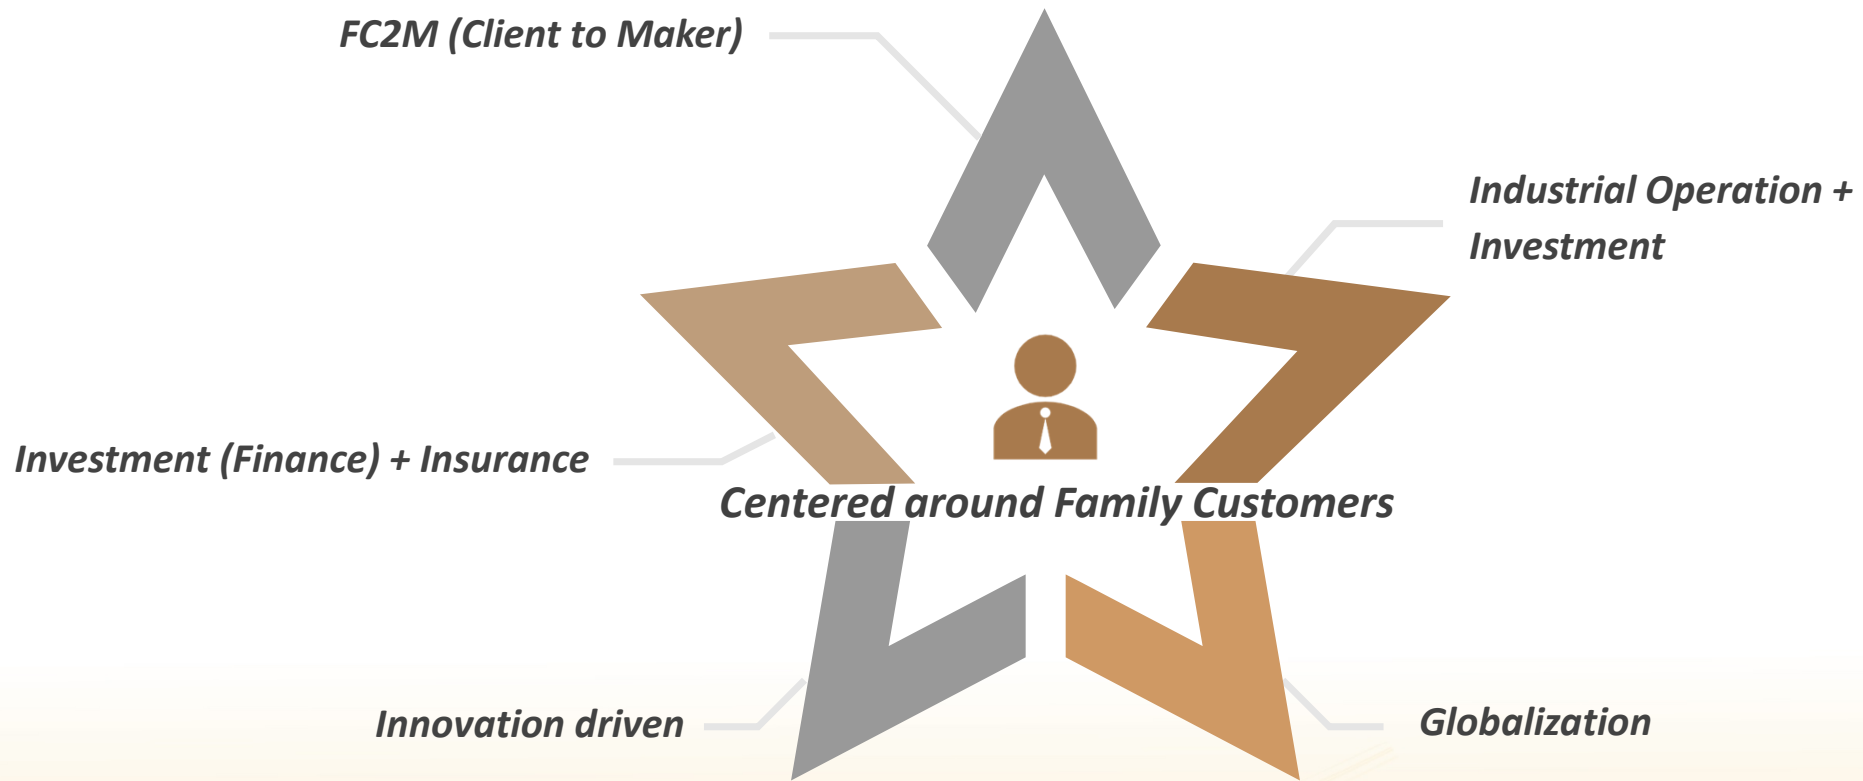 FC2M (Client to Maker)
Industrial Operation +
Investment
Investment (Finance) + Insurance
Centered around Family Customers
Innovation driven
Globalization